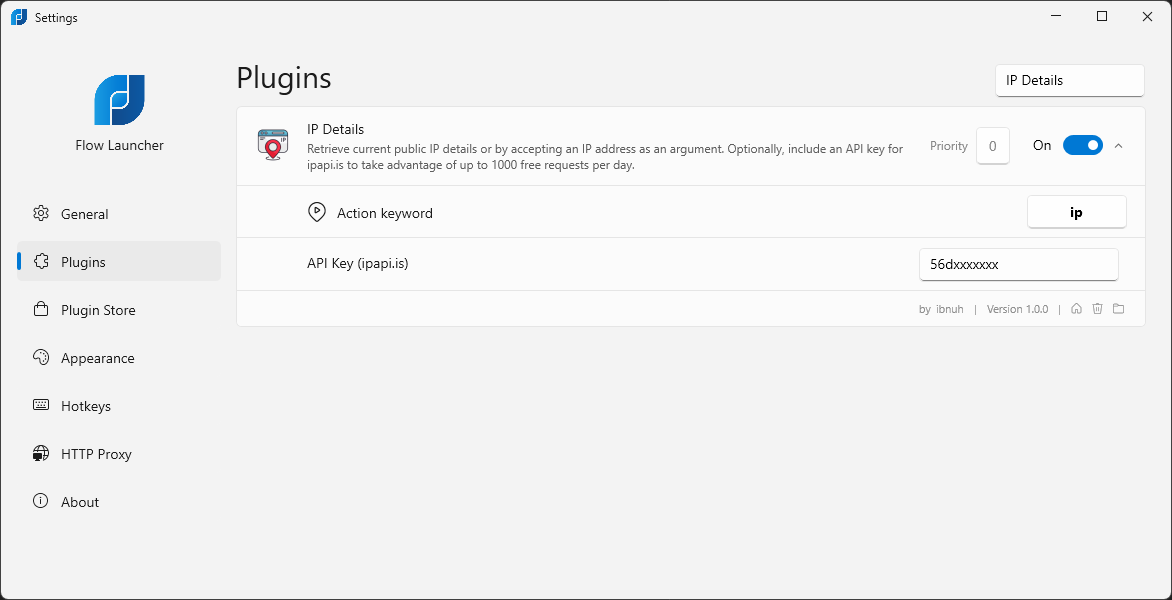 Settings
Flow Launcher
General
Plugins
Plugin Store
Appearance
Hotkeys
HTTP Proxy
About
Plugins
IP Details
IP Details
Retrieve current public IP details or by accepting an IP address as an argument. Optionally, include an API key for
ipapi.is to take advantage of up to 1000 free requests per day.
Priority 0 On
Action keyword ip
API Key (ipapi.is) 56dxxxxxxx
by ibnuh | Version 1.0.0 |